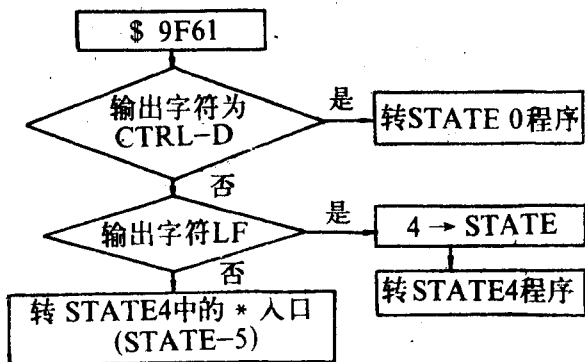 $ 9F61
输出字符为
CTRL-D
是
转STATE 0程序
否
输出字符LF
是
4 → STATE
否
转STATE4程序
转 STATE4中的 * 入口
(STATE-5)